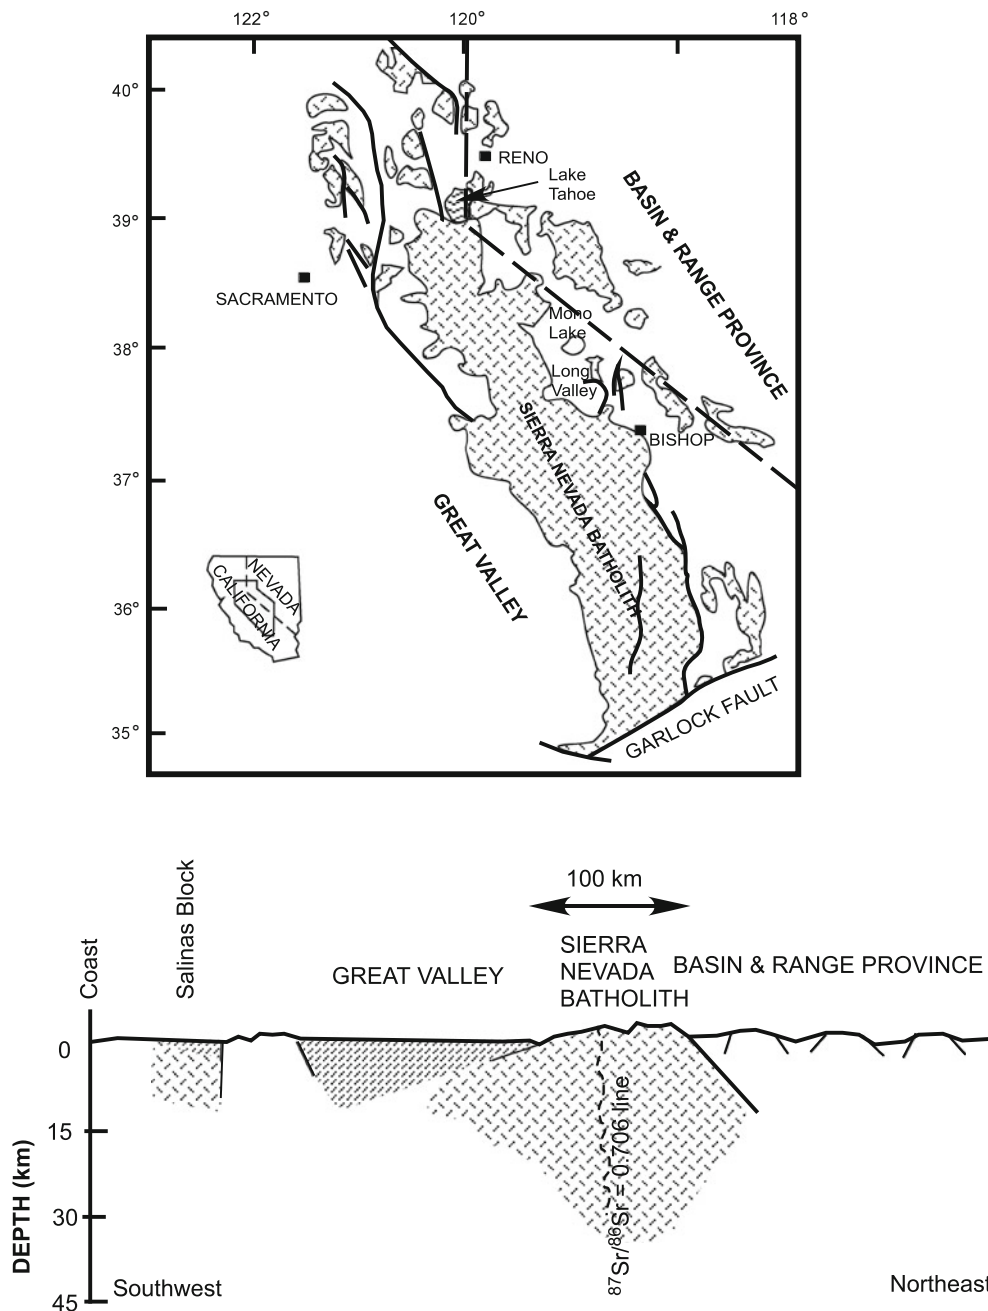 122°
120°
118°
40°
39°
38°
37°
36°
35°
RENO
Lake
Tahoe
SACRAMENTO
BASIN & RANGE PROVINCE
Mono
Lake
Long
Valley
BISHOP
SIERRA NEVADA BATHOLITH
GREAT VALLEY
NEVADA
CALIFORNIA
GARLOCK FAULT
100 km
Coast
Salinas Block
GREAT VALLEY
SIERRA
NEVADA
BATHOLITH
BASIN & RANGE PROVINCE
0
15
30
45
DEPTH (km)
⁸⁷Sr/⁸⁶Sr = 0.706 line
Southwest
Northeast